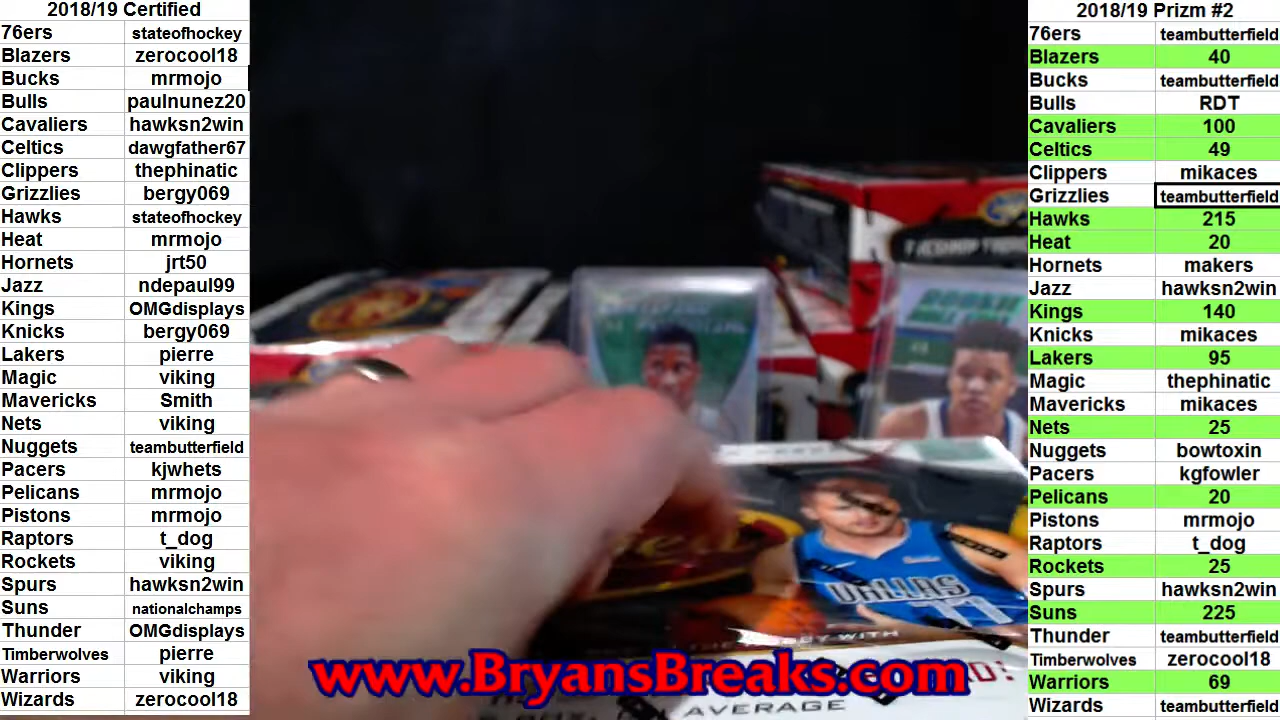 2018/19 Certified
76ers stateofhockey
Blazers zerocool18
Bucks mrmojo
Bulls paulnunez20
Cavaliers hawksn2win
Celtics dawgfather67
Clippers thephinatic
Grizzlies bergy069
Hawks stateofhockey
Heat mrmojo
Hornets jrt50
Jazz ndepaul99
Kings OMGdisplays
Knicks bergy069
Lakers pierre
Magic viking
Mavericks Smith
Nets viking
Nuggets teambutterfield
Pacers kjwhets
Pelicans mrmojo
Pistons mrmojo
Raptors t_dog
Rockets viking
Spurs hawksn2win
Suns nationalchamps
Thunder OMGdisplays
Timberwolves pierre
Warriors viking
Wizards zerocool18
DALLAS
77
WITH
www.BryansBreaks.com
AVERAGE
2018/19 Prizm #2
76ers teambutterfield
Blazers 40
Bucks teambutterfield
Bulls RDT
Cavaliers 100
Celtics 49
Clippers mikaces
Grizzlies teambutterfield
Hawks 215
Heat 20
Hornets makers
Jazz hawksn2win
Kings 140
Knicks mikaces
Lakers 95
Magic thephinatic
Mavericks mikaces
Nets 25
Nuggets bowtoxin
Pacers kgfowler
Pelicans 20
Pistons mrmojo
Raptors t_dog
Rockets 25
Spurs hawksn2win
Suns 225
Thunder teambutterfield
Timberwolves zerocool18
Warriors 69
Wizards teambutterfield